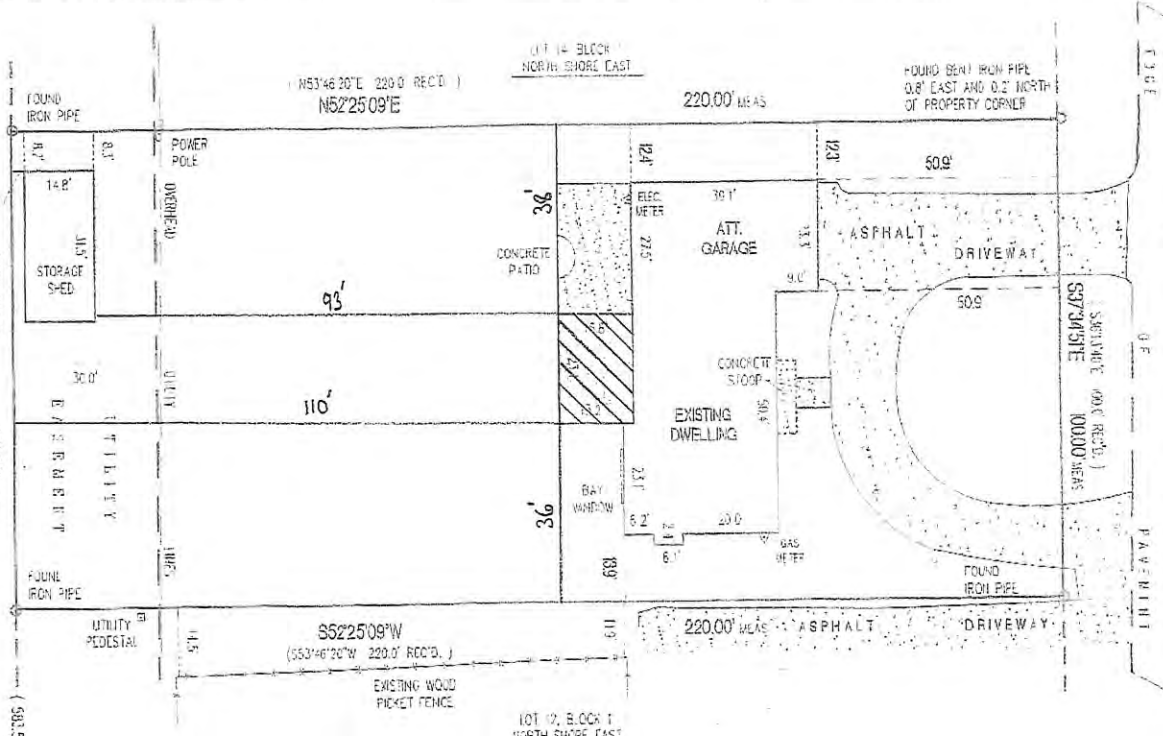 LOT 14, BLOCK 1
NORTH SHORE EAST
( N53°46'20"E 220.0' REC'D. )
N52°25'09"E
220.00' MEAS
FOUND BENT IRON PIPE
0.8' EAST AND 0.2' NORTH
OF PROPERTY CORNER
EDGE
OF
PAVEMENT
FOUND
IRON PIPE
8.7'
8.3'
POWER
POLE
12.4'
12.3'
50.9'
14.8'
31.5'
STORAGE
SHED
OVERHEAD
UTILITY
LINES
38'
CONCRETE
PATIO
ELEC.
METER
27.5'
39.1'
ATT.
GARAGE
9.0'
ASPHALT
DRIVEWAY
50.9'
93'
110'
30.0'
UTILITY
EASEMENT
CONCRETE
STOOP
50.4'
EXISTING
DWELLING
S37°34'51"E
100.00' MEAS
BAY
WINDOW
23.1'
36'
6.2'
20.0'
6.1'
GAS
METER
13.9'
FOUND
IRON PIPE
FOUND
IRON PIPE
UTILITY
PEDESTAL
11.5'
S52°25'09"W
(S53°46'20"W 220.0' REC'D. )
11.9'
220.00' MEAS
ASPHALT
DRIVEWAY
EXISTING WOOD
PICKET FENCE
LOT 12, BLOCK 1
NORTH SHORE EAST